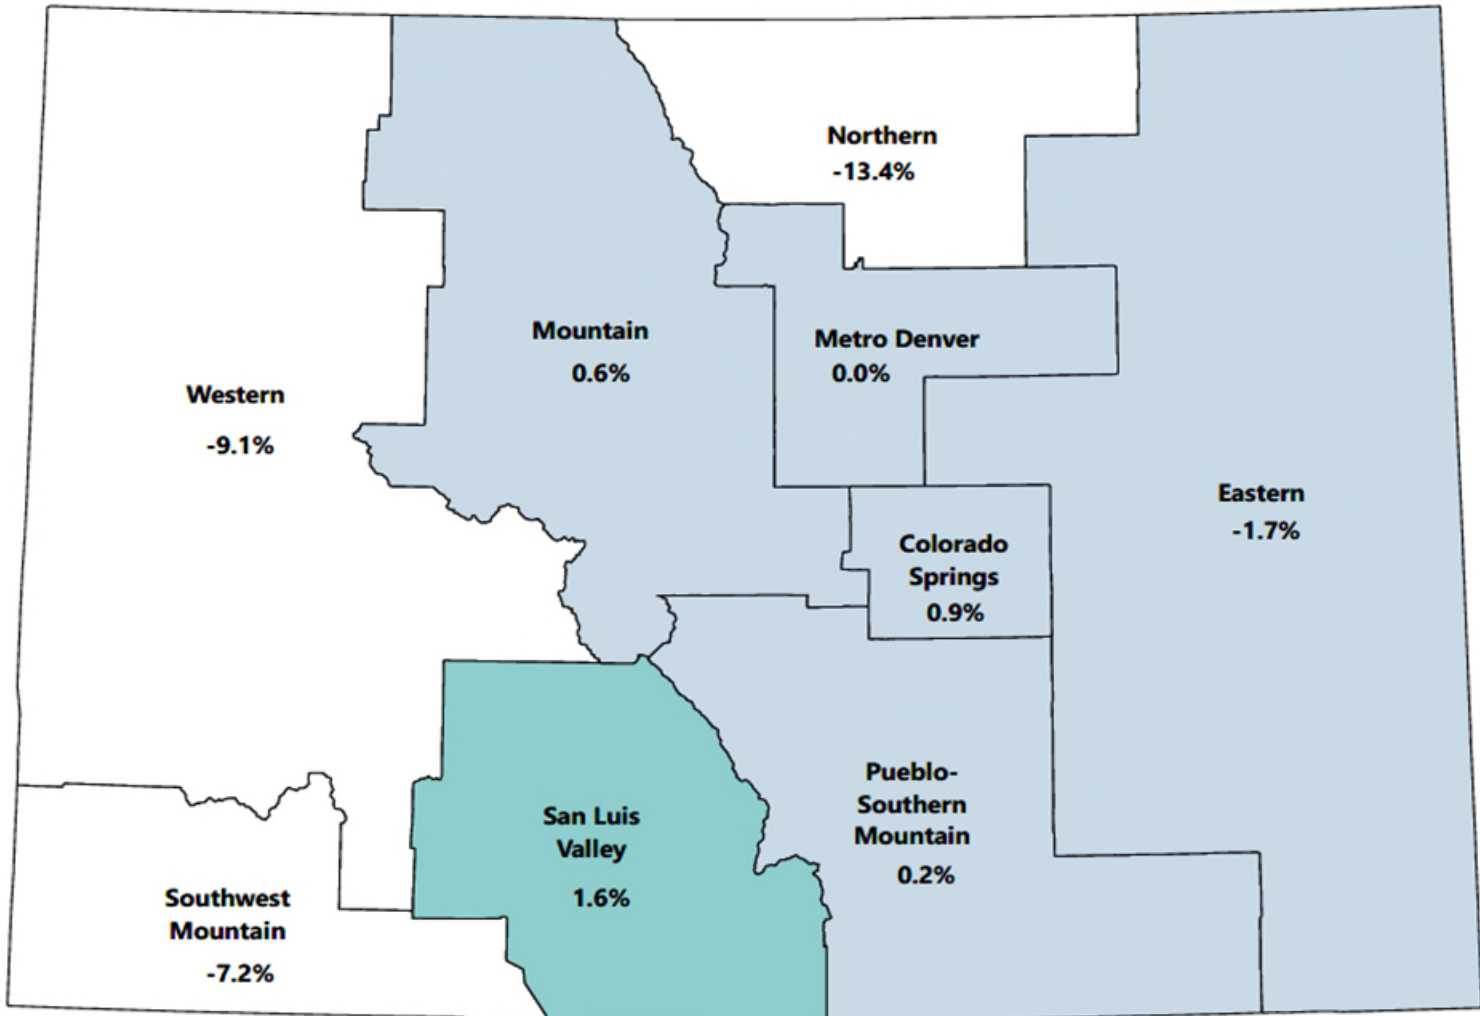 Northern
-13.4%
Mountain
0.6%
Metro Denver
0.0%
Western
-9.1%
Eastern
-1.7%
Colorado
Springs
0.9%
Pueblo-
Southern
Mountain
0.2%
San Luis
Valley
1.6%
Southwest
Mountain
-7.2%